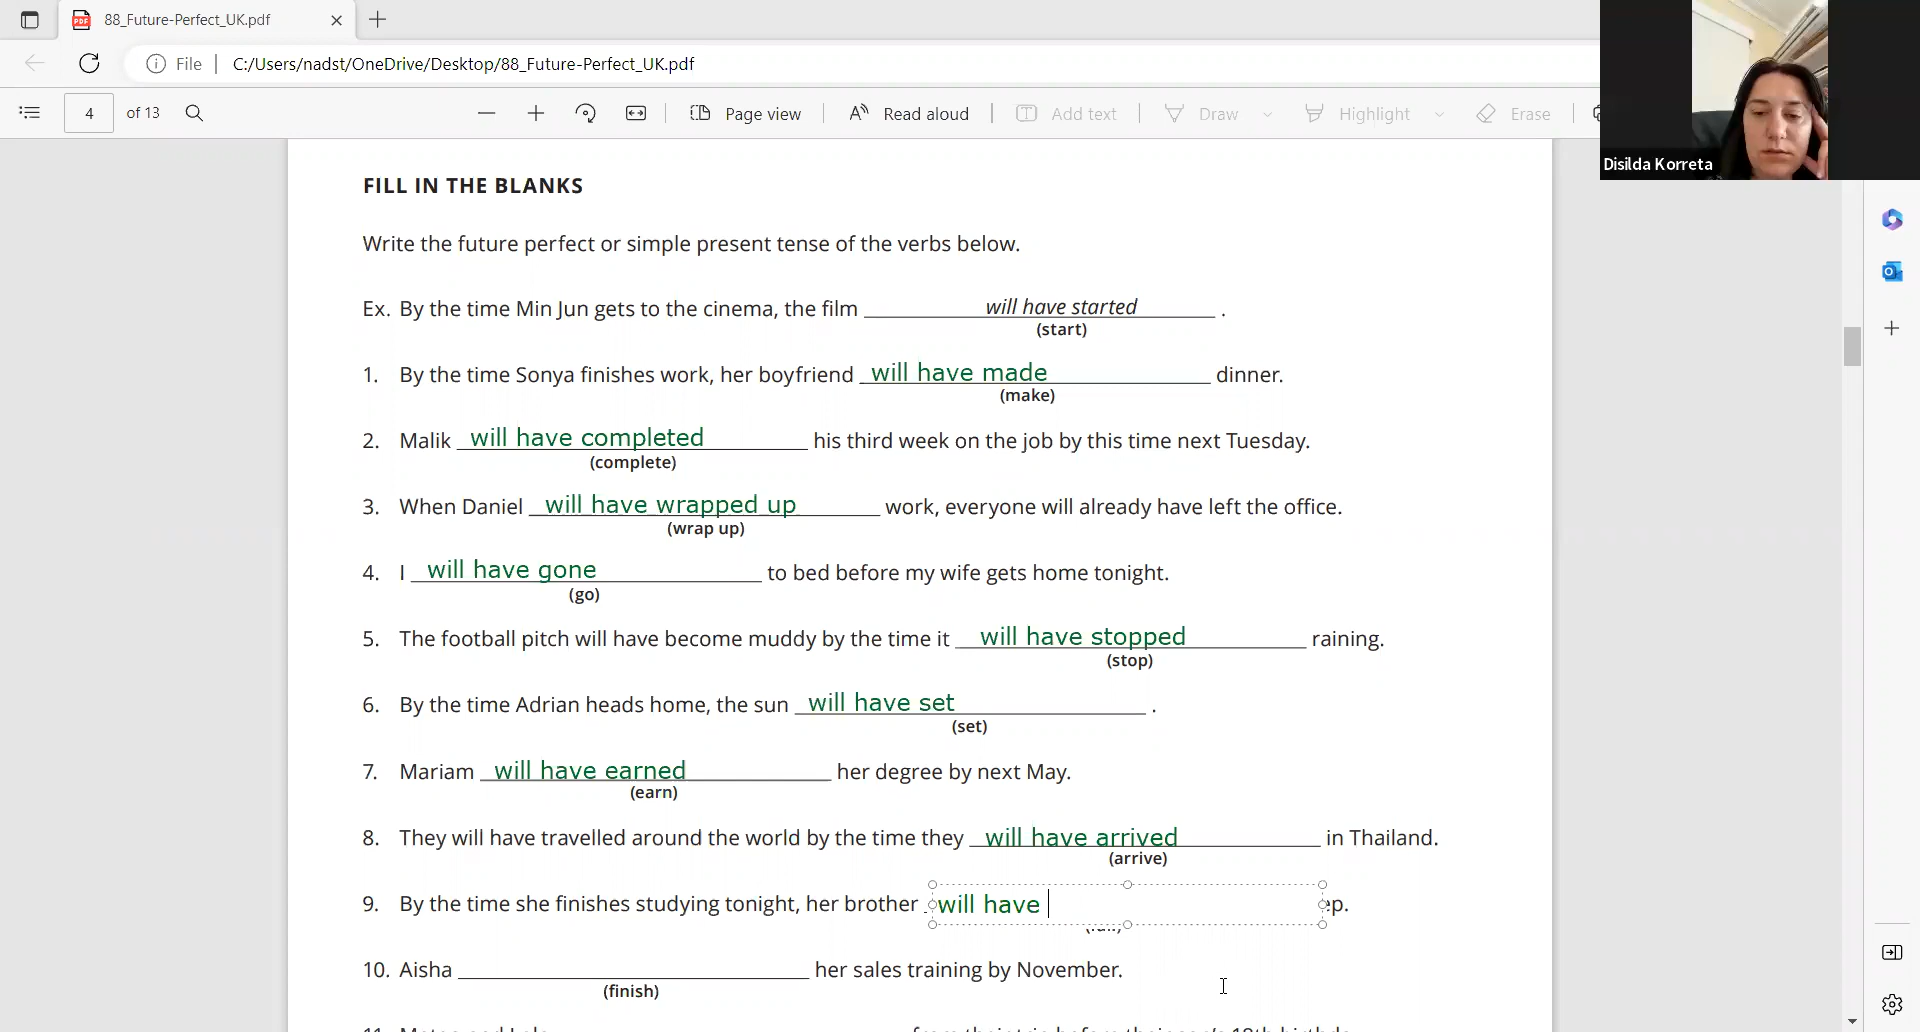 88_Future-Perfect_UK.pdf
File C:/Users/nadst/OneDrive/Desktop/88_Future-Perfect_UK.pdf
4 of 13 Page view Read aloud Add text Draw Highlight Erase
Disilda Korreta
FILL IN THE BLANKS
Write the future perfect or simple present tense of the verbs below.
Ex. By the time Min Jun gets to the cinema, the film will have started .
(start)
1. By the time Sonya finishes work, her boyfriend will have made dinner.
(make)
2. Malik will have completed his third week on the job by this time next Tuesday.
(complete)
3. When Daniel will have wrapped up work, everyone will already have left the office.
(wrap up)
4. I will have gone to bed before my wife gets home tonight.
(go)
5. The football pitch will have become muddy by the time it will have stopped raining.
(stop)
6. By the time Adrian heads home, the sun will have set .
(set)
7. Mariam will have earned her degree by next May.
(earn)
8. They will have travelled around the world by the time they will have arrived in Thailand.
(arrive)
9. By the time she finishes studying tonight, her brother will have ep.
10. Aisha her sales training by November.
(finish)